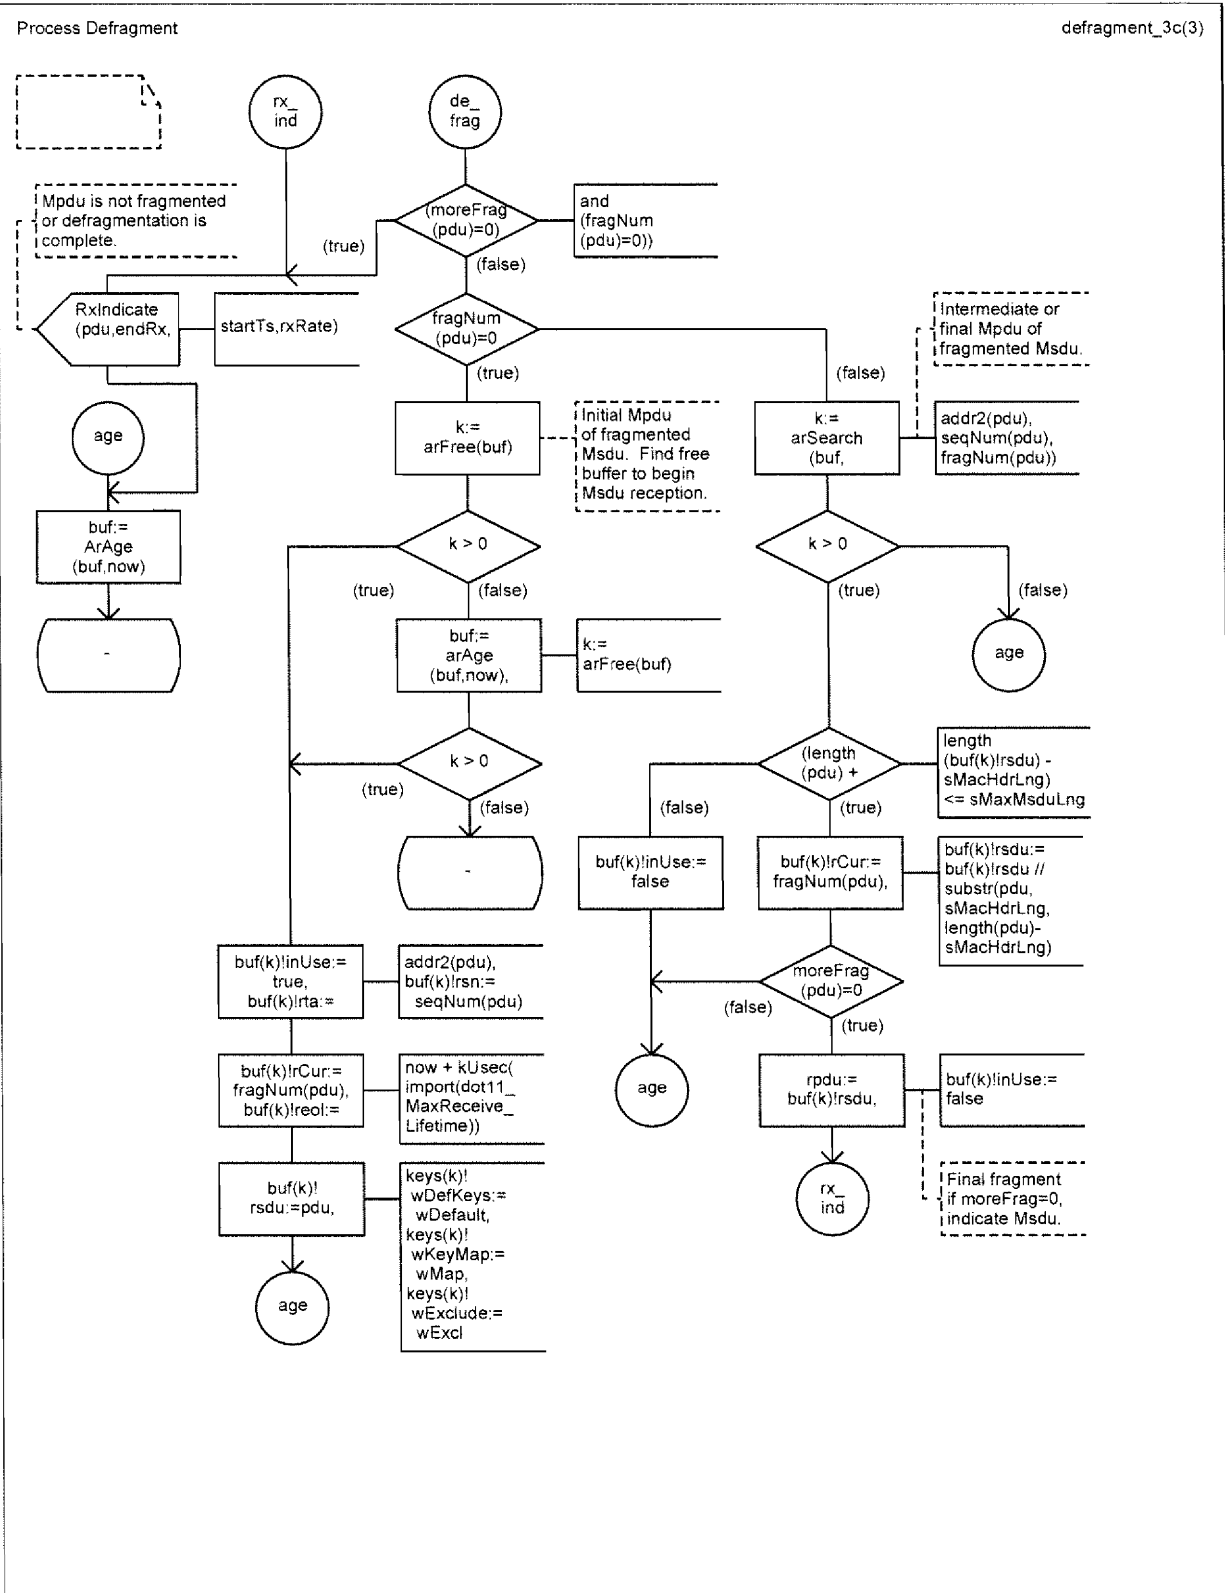 Process Defragment
defragment_3c(3)
rx_
ind
de_
frag
Mpdu is not fragmented
or defragmentation is
complete.
(moreFrag
(pdu)=0)
and
(fragNum
(pdu)=0))
(true)
(false)
RxIndicate
(pdu,endRx,
startTs,rxRate)
fragNum
(pdu)=0
Intermediate or
final Mpdu of
fragmented Msdu.
(true)
(false)
age
k:=
arFree(buf)
Initial Mpdu
of fragmented
Msdu. Find free
buffer to begin
Msdu reception.
k:=
arSearch
(buf,
addr2(pdu),
seqNum(pdu),
fragNum(pdu))
buf:=
ArAge
(buf,now)
k > 0
k > 0
(true)
(false)
(true)
(false)
-
buf:=
arAge
(buf,now),
k:=
arFree(buf)
age
k > 0
(true)
(false)
(length
(pdu) +
length
(buf(k)!rsdu) -
sMacHdrLng)
<= sMaxMsduLng
(false)
(true)
-
buf(k)!inUse:=
false
buf(k)!rCur:=
fragNum(pdu),
buf(k)!rsdu:=
buf(k)!rsdu //
substr(pdu,
sMacHdrLng,
length(pdu)-
sMacHdrLng)
buf(k)!inUse:=
true,
buf(k)!rta:=
addr2(pdu),
buf(k)!rsn:=
seqNum(pdu)
moreFrag
(pdu)=0
(false)
(true)
buf(k)!rCur:=
fragNum(pdu),
buf(k)!reol:=
now + kUsec(
import(dot11_
MaxReceive_
Lifetime))
age
rpdu:=
buf(k)!rsdu,
buf(k)!inUse:=
false
buf(k)!
rsdu:=pdu,
keys(k)!
wDefKeys:=
wDefault,
keys(k)!
wKeyMap:=
wMap,
keys(k)!
wExclude:=
wExcl
rx_
ind
Final fragment
if moreFrag=0,
indicate Msdu.
age